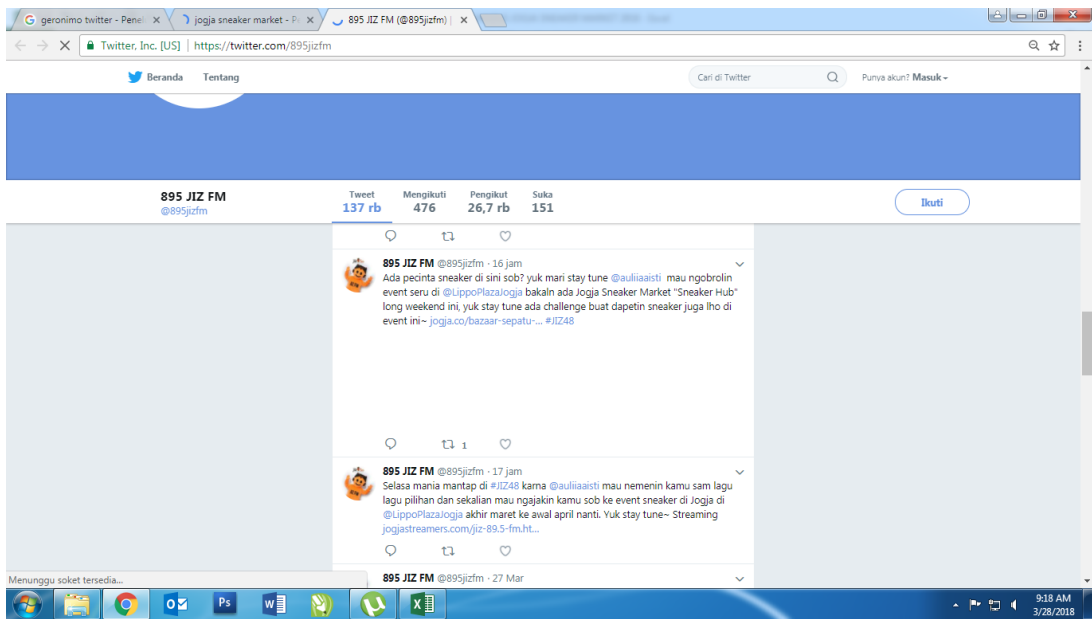 geronimo twitter - Penel
jogja sneaker market - P
895 JIZ FM (@895jizfm) |
Twitter, Inc. [US] | https://twitter.com/895jizfm
Beranda Tentang
Cari di Twitter
Punya akun? Masuk
895 JIZ FM
@895jizfm
Tweet Mengikuti Pengikut Suka
137 rb 476 26,7 rb 151
Ikuti
895 JIZ FM @895jizfm · 16 jam
Ada pecinta sneaker di sini sob? yuk mari stay tune @auliiaaisti mau ngobrolin
event seru di @LippoPlazaJogja bakaln ada Jogja Sneaker Market "Sneaker Hub"
long weekend ini, yuk stay tune ada challenge buat dapetin sneaker juga lho di
event ini~ jogja.co/bazaar-sepatu-... #JIZ48
1
895 JIZ FM @895jizfm · 17 jam
Selasa mania mantap di #JIZ48 karna @auliiaaisti mau nemenin kamu sam lagu
lagu pilihan dan sekalian mau ngajakin kamu sob ke event sneaker di Jogja di
@LippoPlazaJogja akhir maret ke awal april nanti. Yuk stay tune~ Streaming
jogjastreamers.com/jiz-89.5-fm.ht...
895 JIZ FM @895jizfm · 27 Mar
Menunggu soket tersedia...
Ps
9:18 AM
3/28/2018